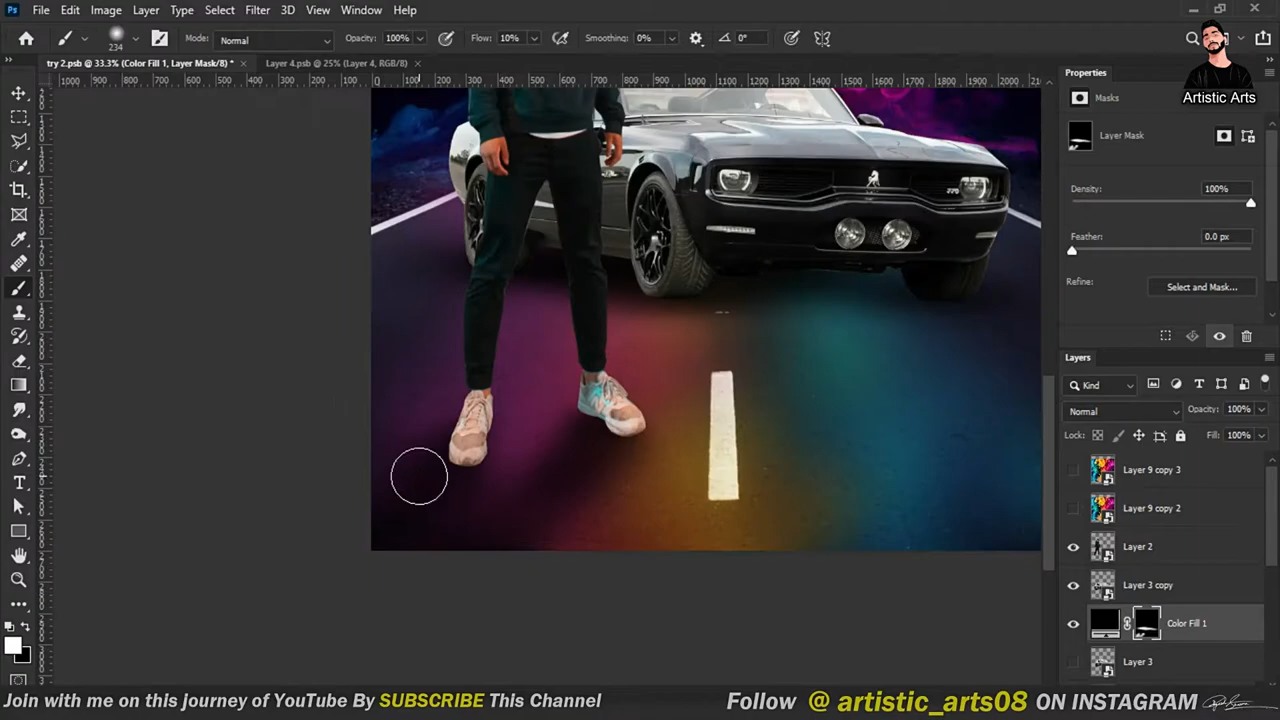 Ps File Edit Image Layer Type Select Filter 3D View Window Help
234 Mode: Normal Opacity: 100% Flow: 10% Smoothing: 0% 0°
try 2.psb @ 33.3% (Color Fill 1, Layer Mask/8) * × Layer 4.psb @ 25% (Layer 4, RGB/8) ×
1000 900 800 700 600 500 400 300 200 100 0 100 200 300 400 500 600 700 800 900 1000 1100 1200 1300 1400 1500 1600 1700 1800 1900 2000
Artistic Arts
Properties
Masks
Layer Mask
Density: 100%
Feather: 0.0 px
Refine: Select and Mask...
Layers
Kind
Normal Opacity: 100%
Lock: Fill: 100%
Layer 9 copy 3
Layer 9 copy 2
Layer 2
Layer 3 copy
Color Fill 1
Layer 3
Join with me on this journey of YouTube By SUBSCRIBE This Channel
Follow @ artistic_arts08 ON INSTAGRAM